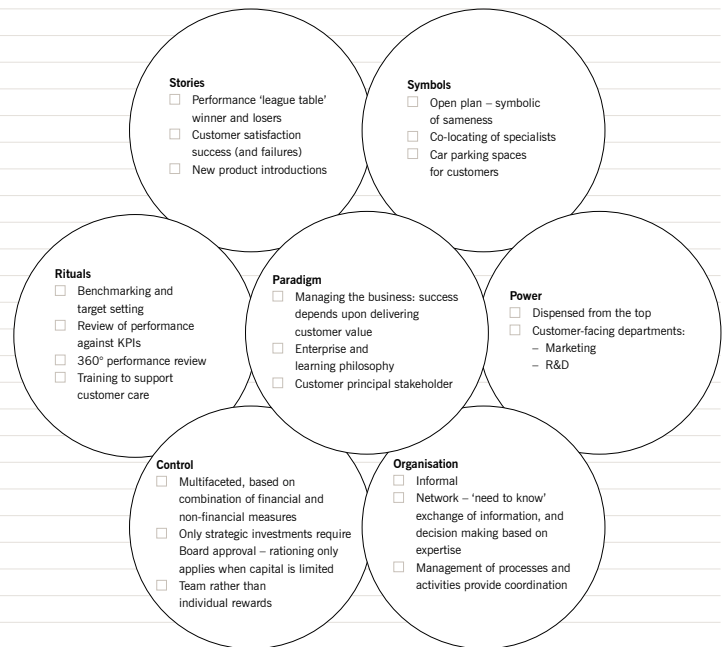 Stories
☐ Performance ‘league table’
winner and losers
☐ Customer satisfaction
success (and failures)
☐ New product introductions
Symbols
☐ Open plan – symbolic
of sameness
☐ Co-locating of specialists
☐ Car parking spaces
for customers
Rituals
☐ Benchmarking and
target setting
☐ Review of performance
against KPIs
☐ 360° performance review
☐ Training to support
customer care
Paradigm
☐ Managing the business: success
depends upon delivering
customer value
☐ Enterprise and
learning philosophy
☐ Customer principal stakeholder
Power
☐ Dispensed from the top
☐ Customer-facing departments:
– Marketing
– R&D
Control
☐ Multifaceted, based on
combination of financial and
non-financial measures
☐ Only strategic investments require
Board approval – rationing only
applies when capital is limited
☐ Team rather than
individual rewards
Organisation
☐ Informal
☐ Network – ‘need to know’
exchange of information, and
decision making based on
expertise
☐ Management of processes and
activities provide coordination